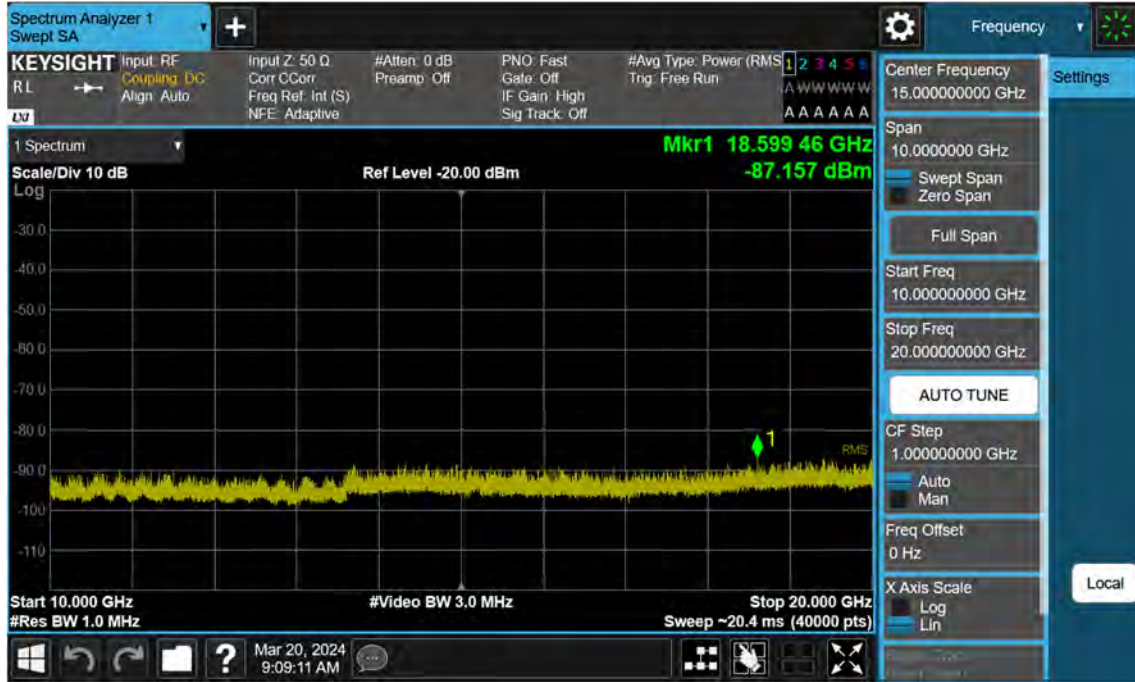 Spectrum Analyzer 1
Swept SA
Frequency
KEYSIGHT
R L
LXI
Input: RF
Coupling: DC
Align: Auto
Input Z: 50 Ω
Corr CCorr
Freq Ref: Int (S)
NFE: Adaptive
#Atten: 0 dB
Preamp: Off
PNO: Fast
Gate: Off
IF Gain: High
Sig Track: Off
#Avg Type: Power (RMS
Trig: Free Run
1 2 3 4 5 6
A W W W W W
A A A A A A
1 Spectrum
Scale/Div 10 dB
Log
Ref Level -20.00 dBm
Mkr1 18.599 46 GHz
-87.157 dBm
-30.0
-40.0
-50.0
-60.0
-70.0
-80.0
-90.0
-100
-110
1
RMS
Start 10.000 GHz
#Res BW 1.0 MHz
#Video BW 3.0 MHz
Stop 20.000 GHz
Sweep ~20.4 ms (40000 pts)
Mar 20, 2024
9:09:11 AM
Center Frequency
15.000000000 GHz
Span
10.0000000 GHz
Swept Span
Zero Span
Full Span
Start Freq
10.000000000 GHz
Stop Freq
20.000000000 GHz
AUTO TUNE
CF Step
1.000000000 GHz
Auto
Man
Freq Offset
0 Hz
X Axis Scale
Log
Lin
Settings
Local